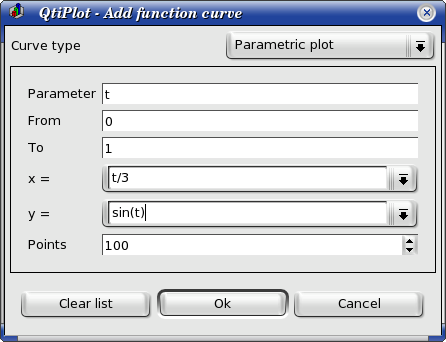 QtiPlot - Add function curve
Curve type Parametric plot
Parameter t
From 0
To 1
x = t/3
y = sin(t)
Points 100
Clear list Ok Cancel